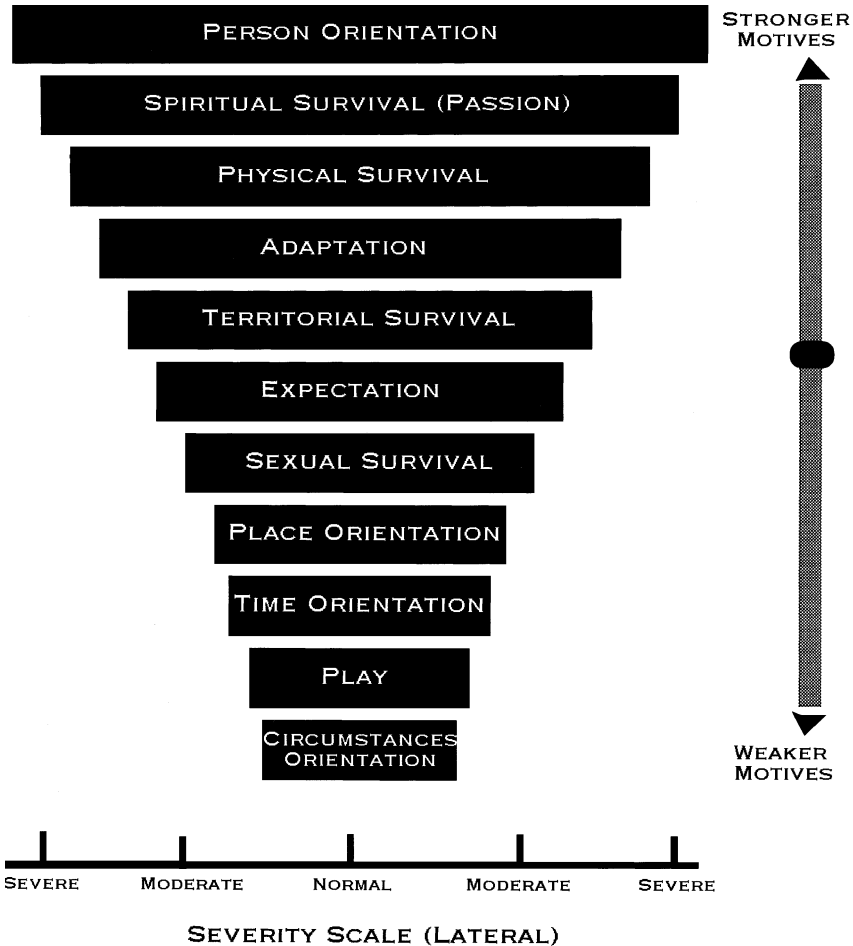 PERSON ORIENTATION
STRONGER
MOTIVES
SPIRITUAL SURVIVAL (PASSION)
PHYSICAL SURVIVAL
ADAPTATION
TERRITORIAL SURVIVAL
EXPECTATION
SEXUAL SURVIVAL
PLACE ORIENTATION
TIME ORIENTATION
PLAY
CIRCUMSTANCES
ORIENTATION
WEAKER
MOTIVES
SEVERE MODERATE NORMAL MODERATE SEVERE
SEVERITY SCALE (LATERAL)